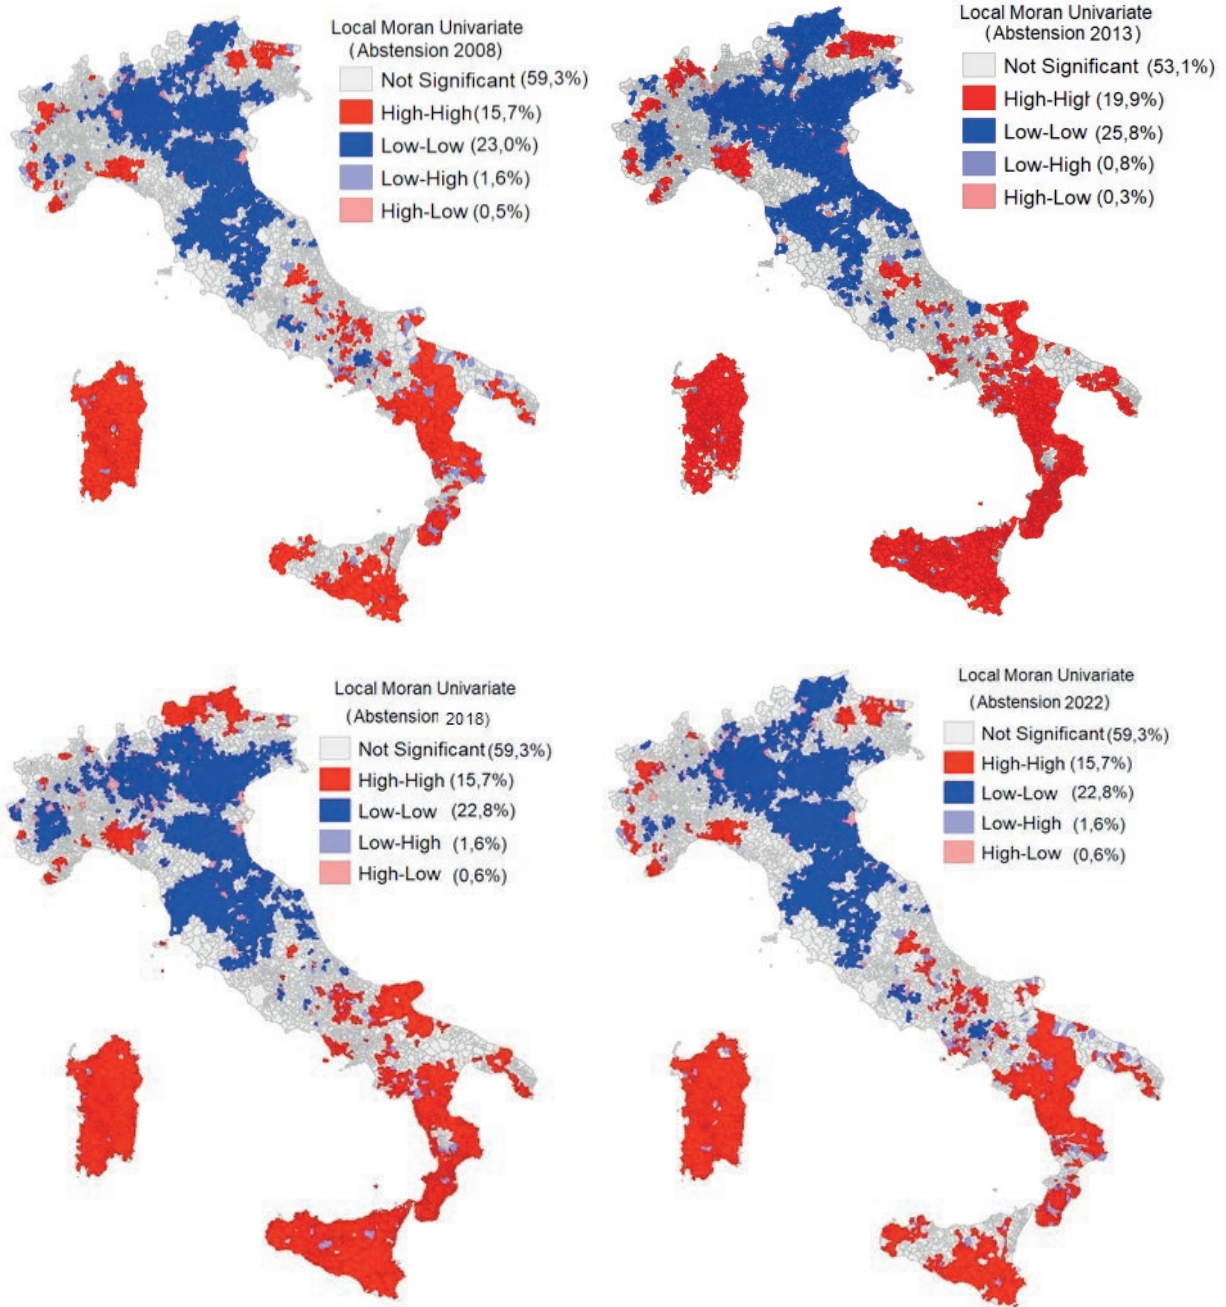 Local Moran Univariate
(Abstension 2008)
Not Significant (59,3%)
High-High (15,7%)
Low-Low (23,0%)
Low-High (1,6%)
High-Low (0,5%)
Local Moran Univariate
(Abstension 2013)
Not Significant (53,1%)
High-High (19,9%)
Low-Low (25,8%)
Low-High (0,8%)
High-Low (0,3%)
Local Moran Univariate
(Abstension 2018)
Not Significant (59,3%)
High-High (15,7%)
Low-Low (22,8%)
Low-High (1,6%)
High-Low (0,6%)
Local Moran Univariate
(Abstension 2022)
Not Significant (59,3%)
High-High (15,7%)
Low-Low (22,8%)
Low-High (1,6%)
High-Low (0,6%)